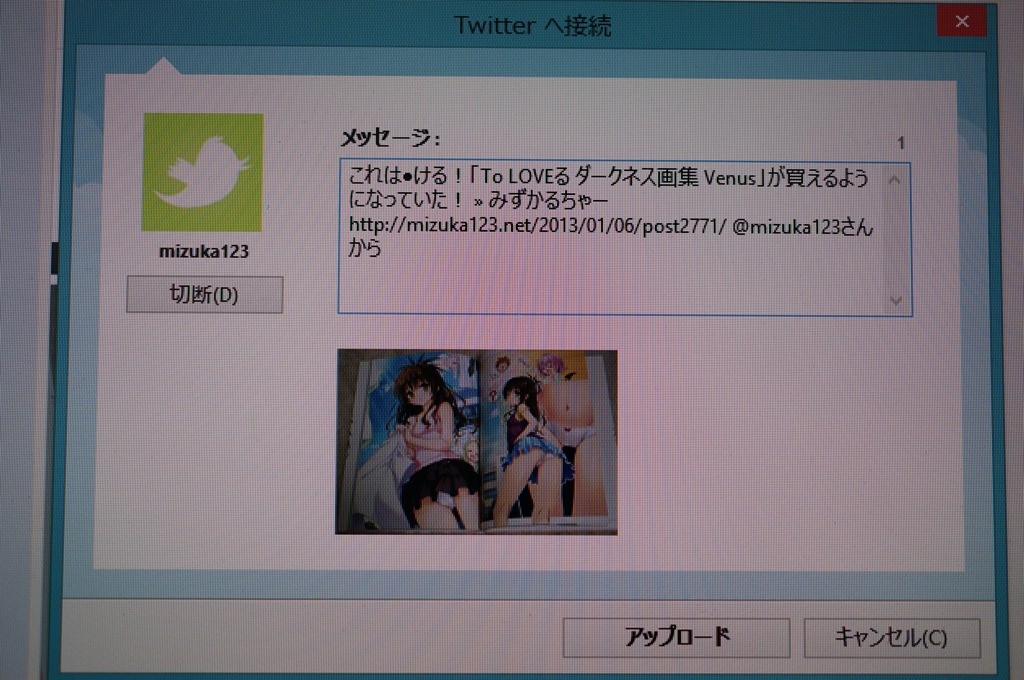 Twitter へ接続
メッセージ:
1
これは●ける！「To LOVEる ダークネス画集 Venus」が買えるよう
になっていた！ » みずかるちゃー
http://mizuka123.net/2013/01/06/post2771/ @mizuka123さん
から
mizuka123
切断(D)
アップロード
キャンセル(C)